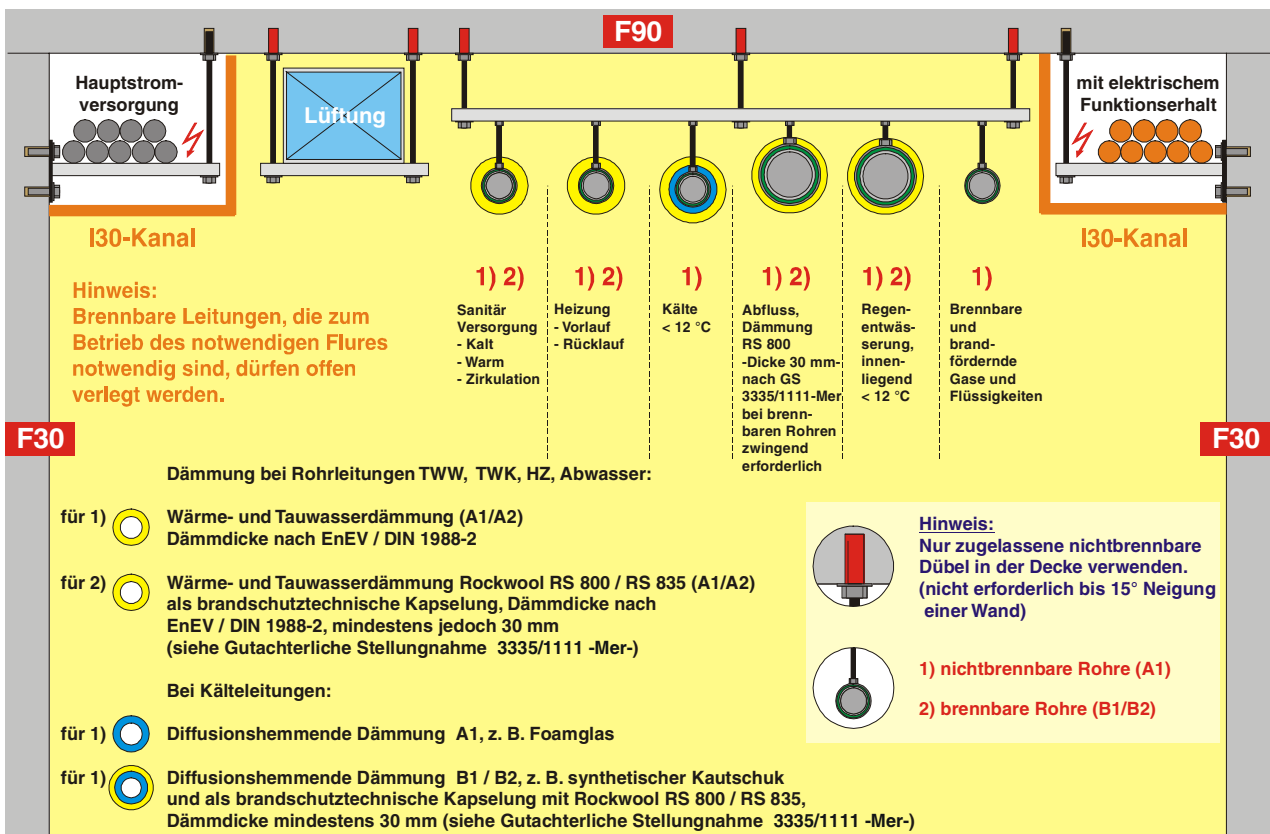 F90
Hauptstrom-
versorgung
Lüftung
mit elektrischem
Funktionserhalt
I30-Kanal
I30-Kanal
Hinweis:
Brennbare Leitungen, die zum
Betrieb des notwendigen Flures
notwendig sind, dürfen offen
verlegt werden.
1) 2)
Sanitär
Versorgung
- Kalt
- Warm
- Zirkulation
1) 2)
Heizung
- Vorlauf
- Rücklauf
1)
Kälte
< 12 °C
1) 2)
Abfluss,
Dämmung
RS 800
-Dicke 30 mm-
nach GS
3335/1111-Mer
bei brenn-
baren Rohren
zwingend
erforderlich
1) 2)
Regen-
entwäs-
serung,
innen-
liegend
< 12 °C
1)
Brennbare
und
brand-
fördernde
Gase und
Flüssigkeiten
F30
F30
Dämmung bei Rohrleitungen TWW, TWK, HZ, Abwasser:
für 1) Wärme- und Tauwasserdämmung (A1/A2)
Dämmdicke nach EnEV / DIN 1988-2
für 2) Wärme- und Tauwasserdämmung Rockwool RS 800 / RS 835 (A1/A2)
als brandschutztechnische Kapselung, Dämmdicke nach
EnEV / DIN 1988-2, mindestens jedoch 30 mm
(siehe Gutachterliche Stellungnahme 3335/1111 -Mer-)
Bei Kälteleitungen:
für 1) Diffusionshemmende Dämmung A1, z. B. Foamglas
für 1) Diffusionshemmende Dämmung B1 / B2, z. B. synthetischer Kautschuk
und als brandschutztechnische Kapselung mit Rockwool RS 800 / RS 835,
Dämmdicke mindestens 30 mm (siehe Gutachterliche Stellungnahme 3335/1111 -Mer-)
Hinweis:
Nur zugelassene nichtbrennbare
Dübel in der Decke verwenden.
(nicht erforderlich bis 15° Neigung
einer Wand)
1) nichtbrennbare Rohre (A1)
2) brennbare Rohre (B1/B2)